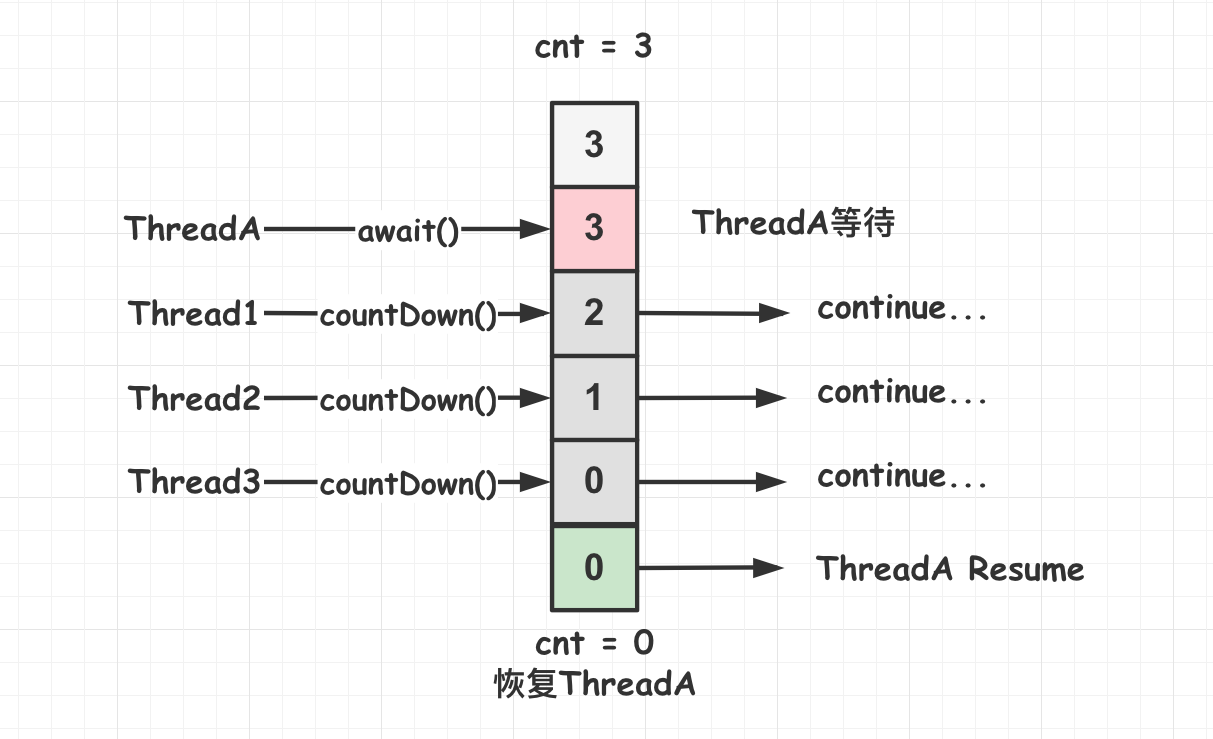 cnt = 3
3
ThreadA await() 3 ThreadA等待
Thread1 countDown() 2 continue...
Thread2 countDown() 1 continue...
Thread3 countDown() 0 continue...
0 ThreadA Resume
cnt = 0
恢复ThreadA